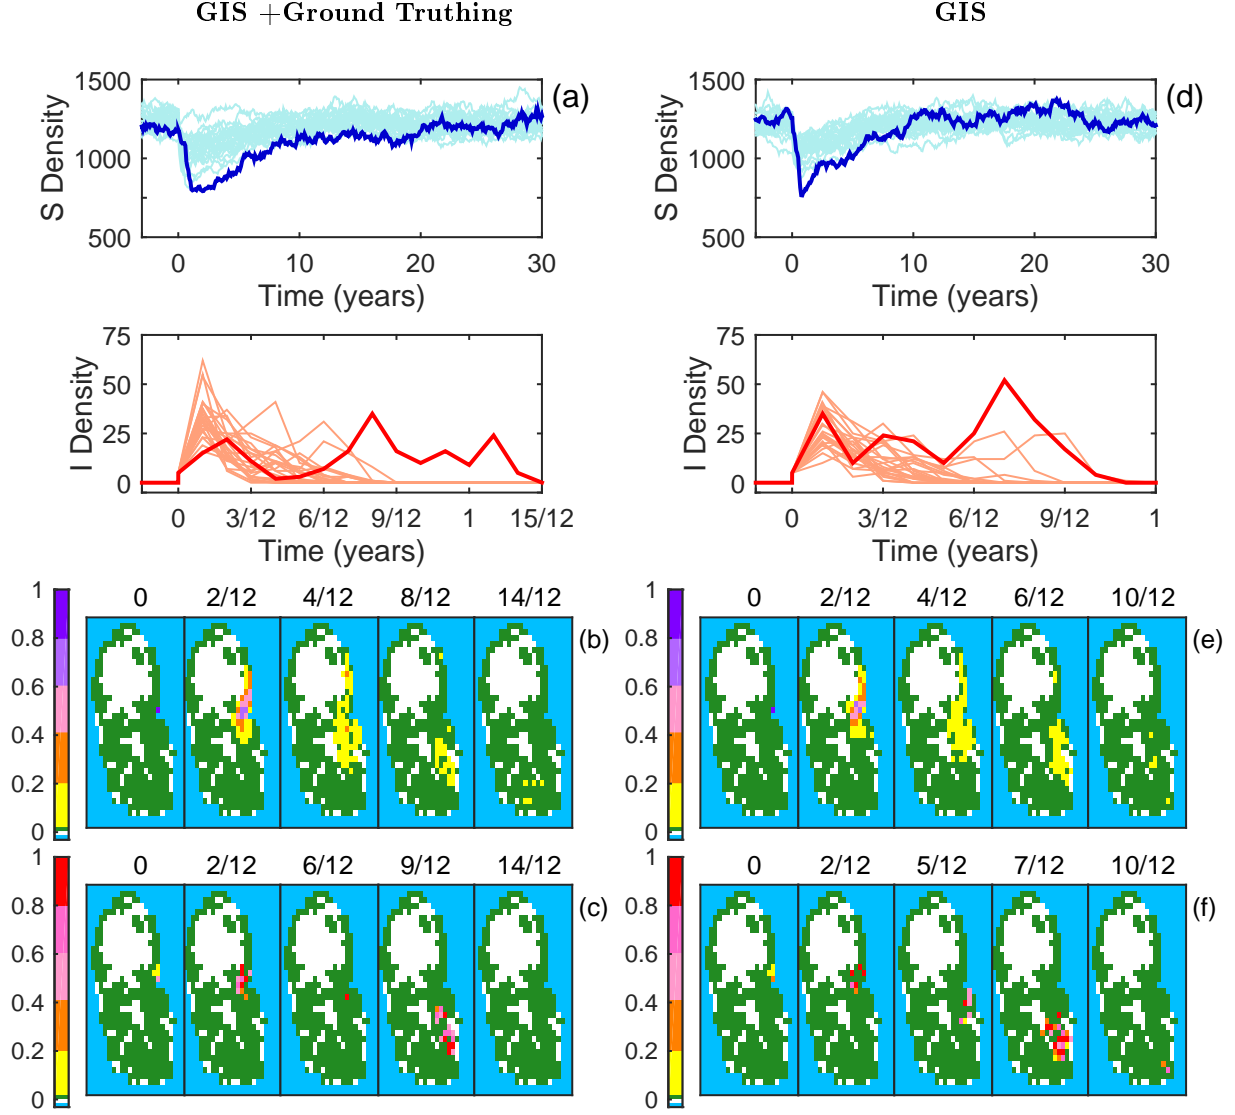 GIS +Ground Truthing
GIS
1500
1000
500
S Density
0 10 20 30
Time (years)
(a)
1500
1000
500
S Density
0 10 20 30
Time (years)
(d)
75
50
25
0
I Density
0 3/12 6/12 9/12 1 15/12
Time (years)
75
50
25
0
I Density
0 3/12 6/12 9/12 1
Time (years)
1
0.8
0.6
0.4
0.2
0
0 2/12 4/12 8/12 14/12
(b)
1
0.8
0.6
0.4
0.2
0
0 2/12 4/12 6/12 10/12
(e)
1
0.8
0.6
0.4
0.2
0
0 2/12 6/12 9/12 14/12
(c)
1
0.8
0.6
0.4
0.2
0
0 2/12 5/12 7/12 10/12
(f)